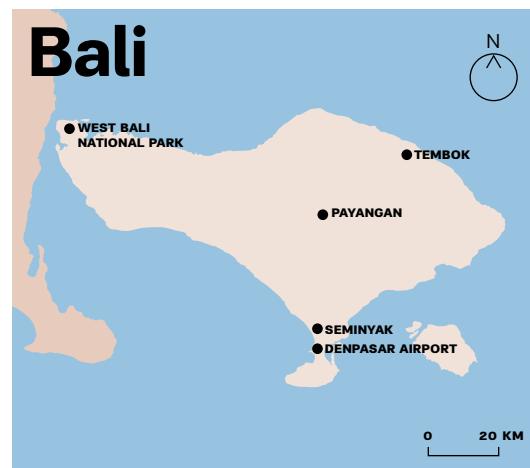 Bali
N
WEST BALI
NATIONAL PARK
TEMBOK
PAYANGAN
SEMINYAK
DENPASAR AIRPORT
0 20 KM